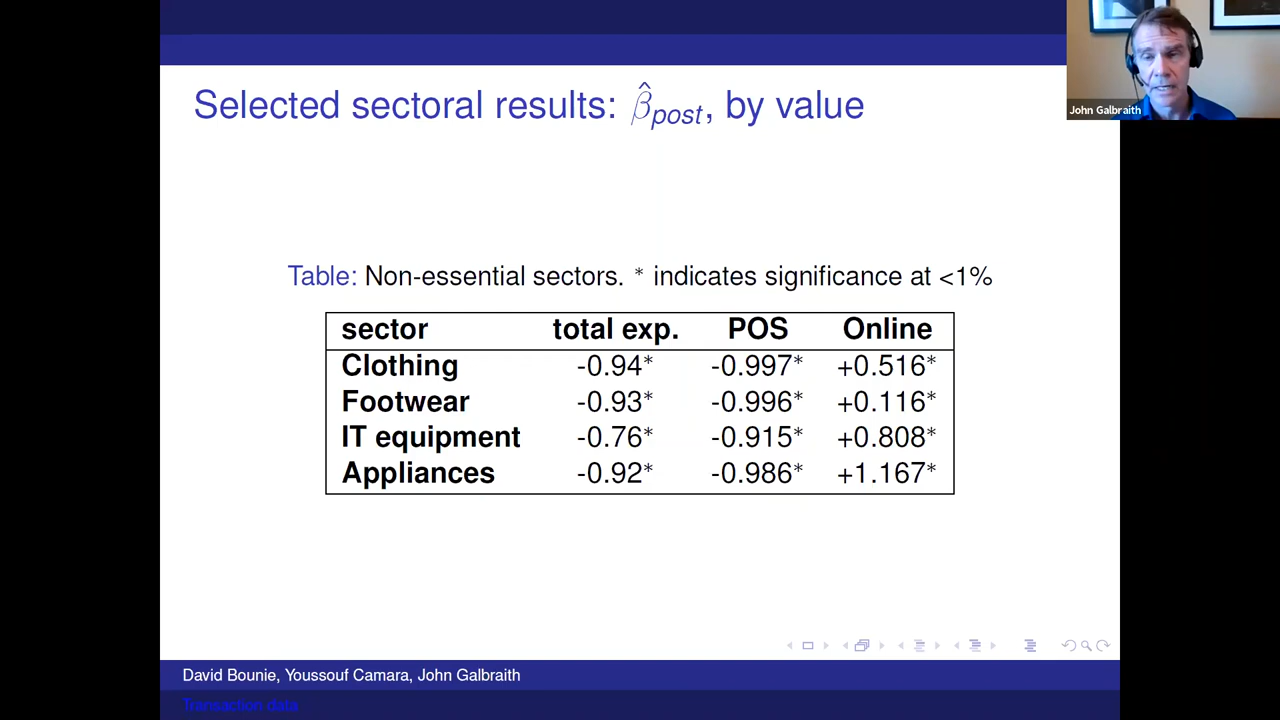 Selected sectoral results: β̂post, by value
John Galbraith
Table: Non-essential sectors. * indicates significance at <1%
sector total exp. POS Online
Clothing -0.94* -0.997* +0.516*
Footwear -0.93* -0.996* +0.116*
IT equipment -0.76* -0.915* +0.808*
Appliances -0.92* -0.986* +1.167*
David Bounie, Youssouf Camara, John Galbraith
Transaction data